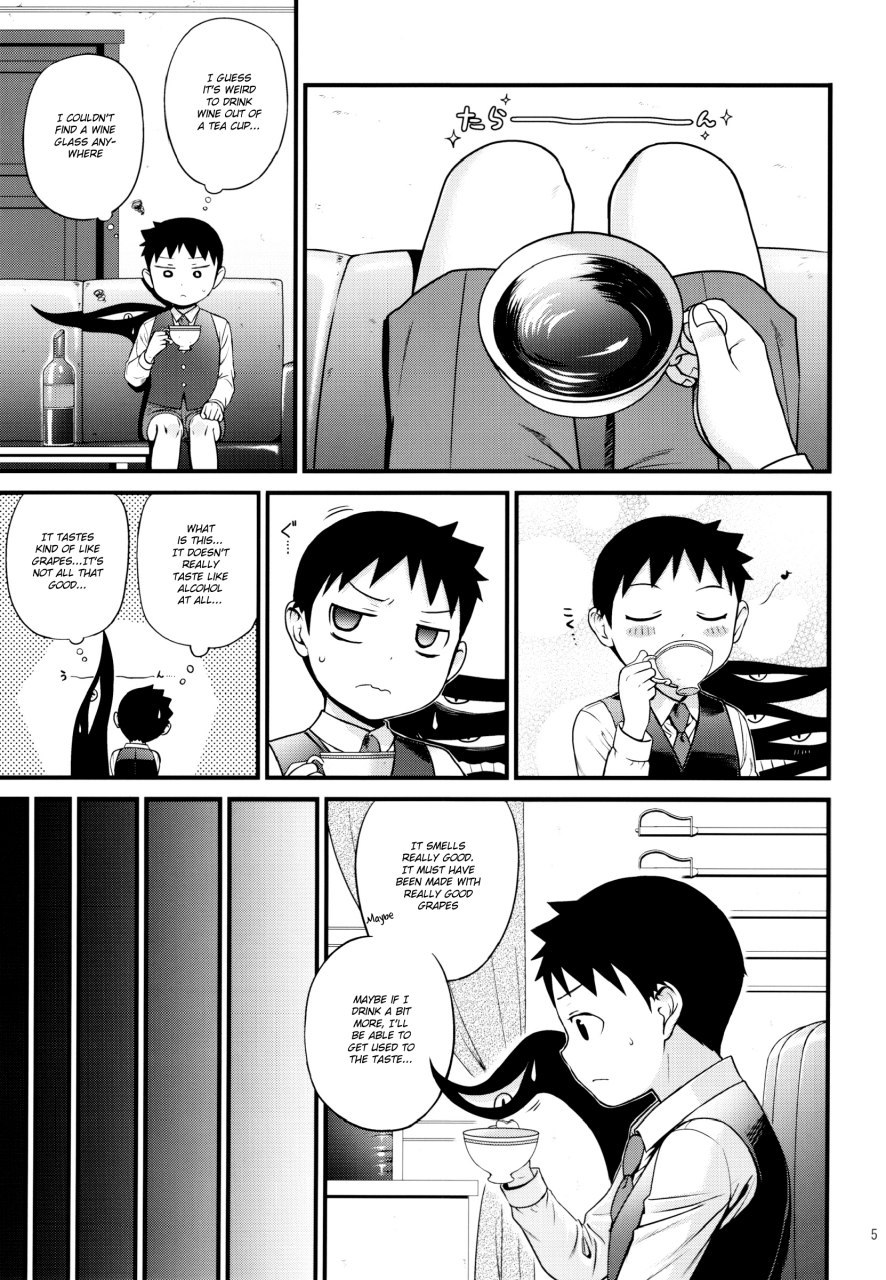 たら――――ん
I GUESS
IT'S WEIRD
TO DRINK
WINE OUT OF
A TEA CUP...
I COULDN'T
FIND A WINE
GLASS ANY-
WHERE
ごく…
♪
ぐ…
WHAT
IS THIS...
IT DOESN'T
REALLY
TASTE LIKE
ALCOHOL
AT ALL...
IT TASTES
KIND OF LIKE
GRAPES...IT'S
NOT ALL THAT
GOOD...
う――ん…
IT SMELLS
REALLY GOOD.
IT MUST HAVE
BEEN MADE WITH
REALLY GOOD
GRAPES
Maybe
MAYBE IF I
DRINK A BIT
MORE, I'LL
BE ABLE TO
GET USED TO
THE TASTE...
5